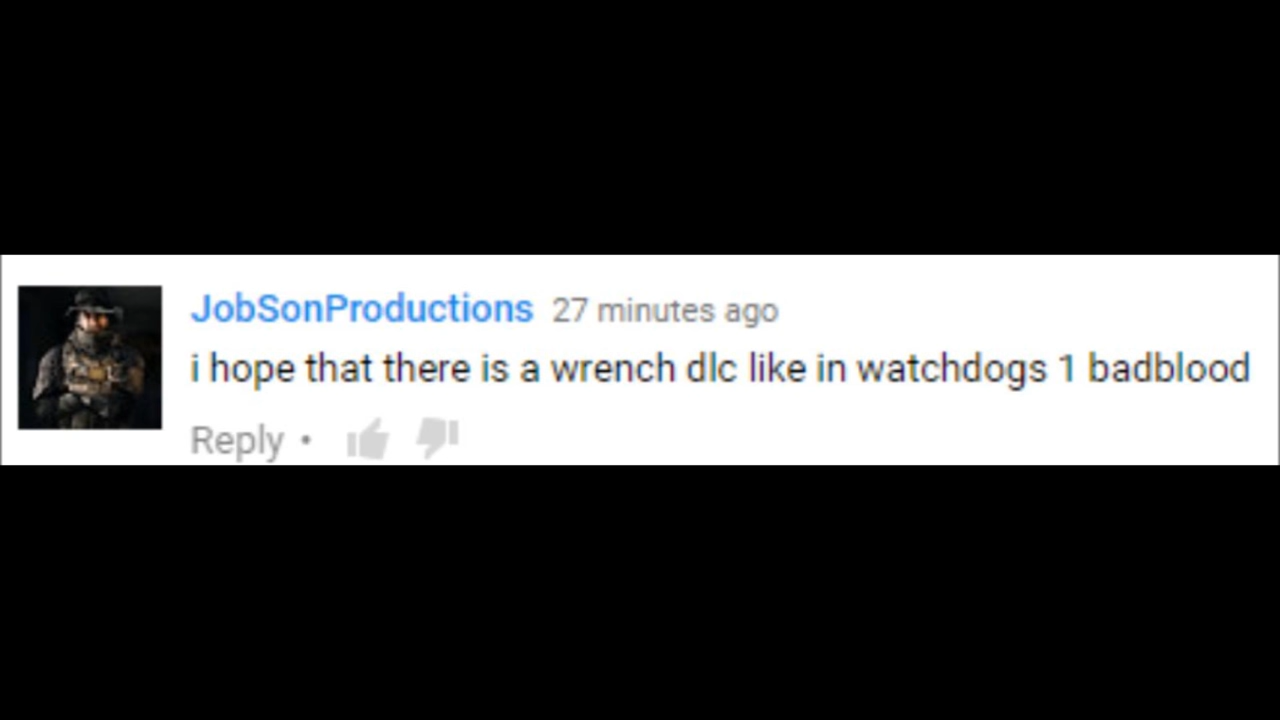 JobSonProductions 27 minutes ago
i hope that there is a wrench dlc like in watchdogs 1 badblood
Reply •